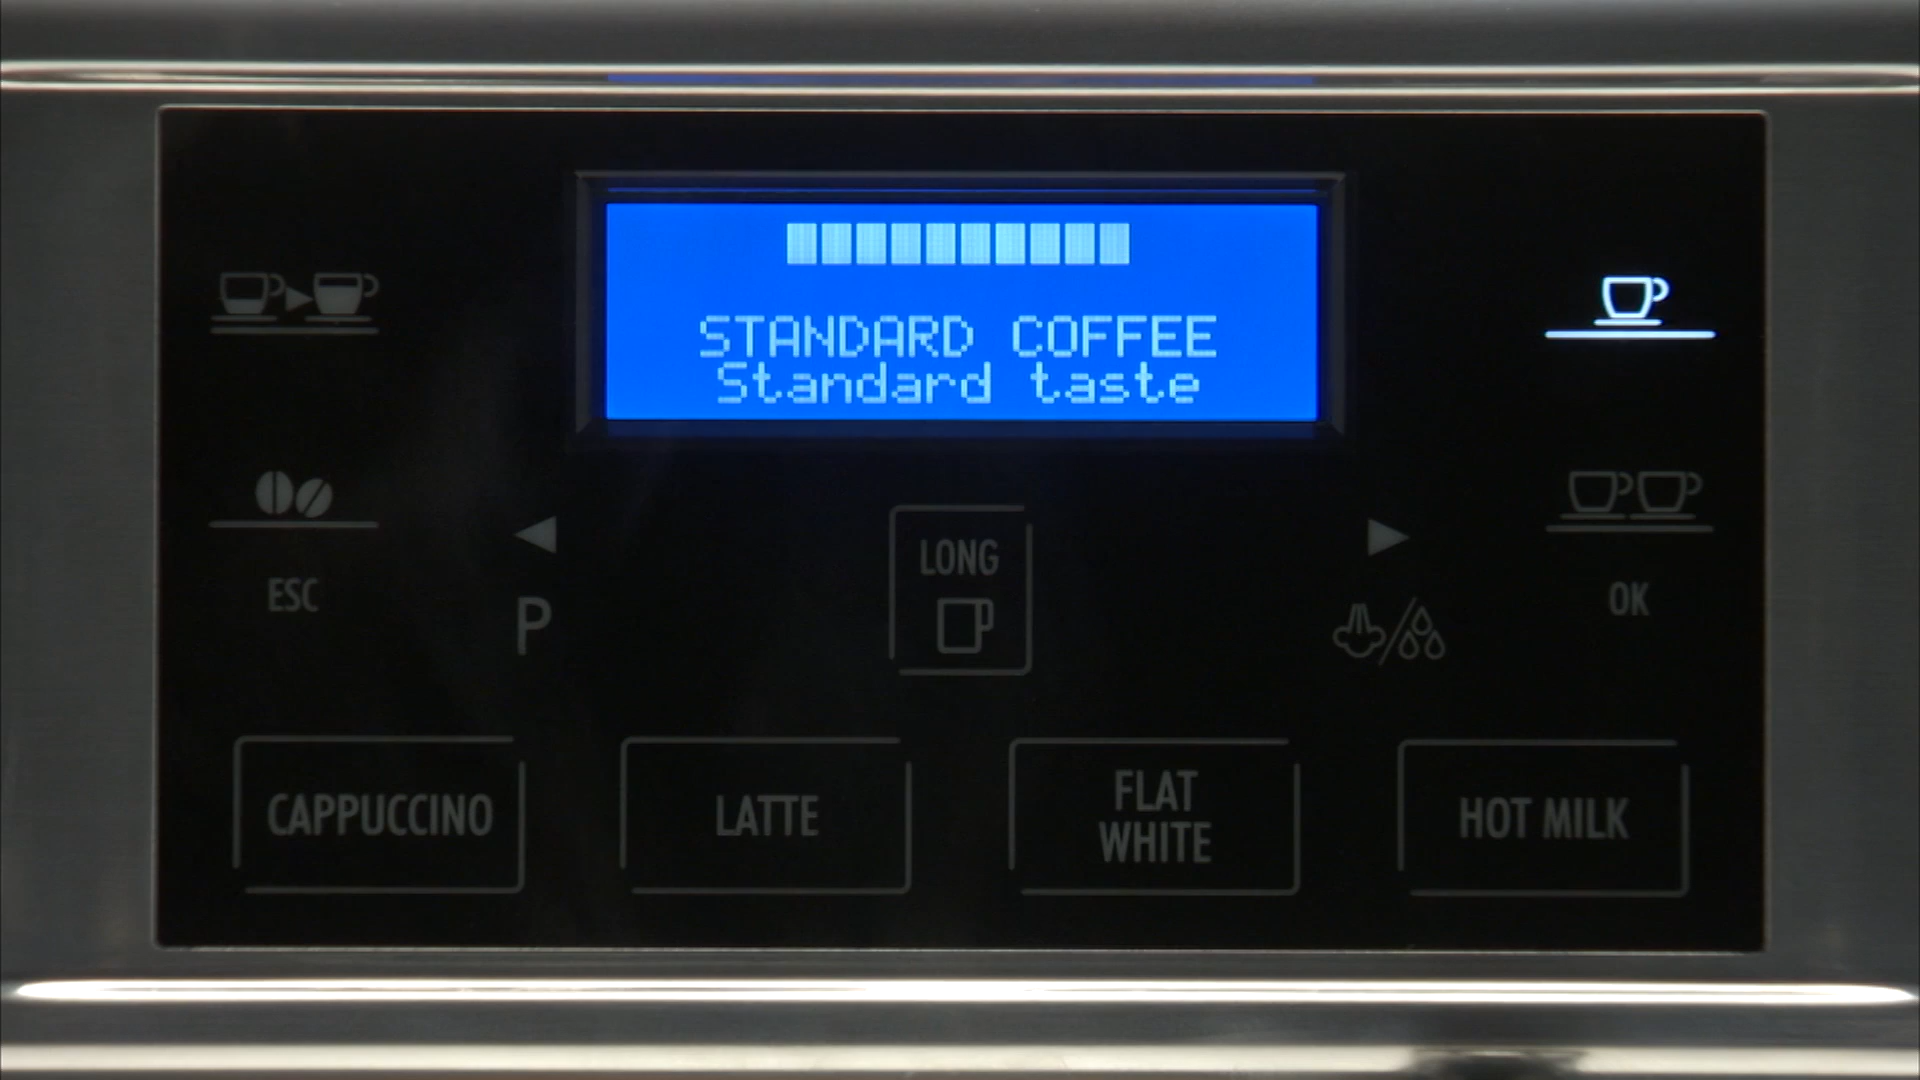 STANDARD COFFEE
Standard taste
LONG
ESC
P
OK
CAPPUCCINO
LATTE
FLAT
WHITE
HOT MILK